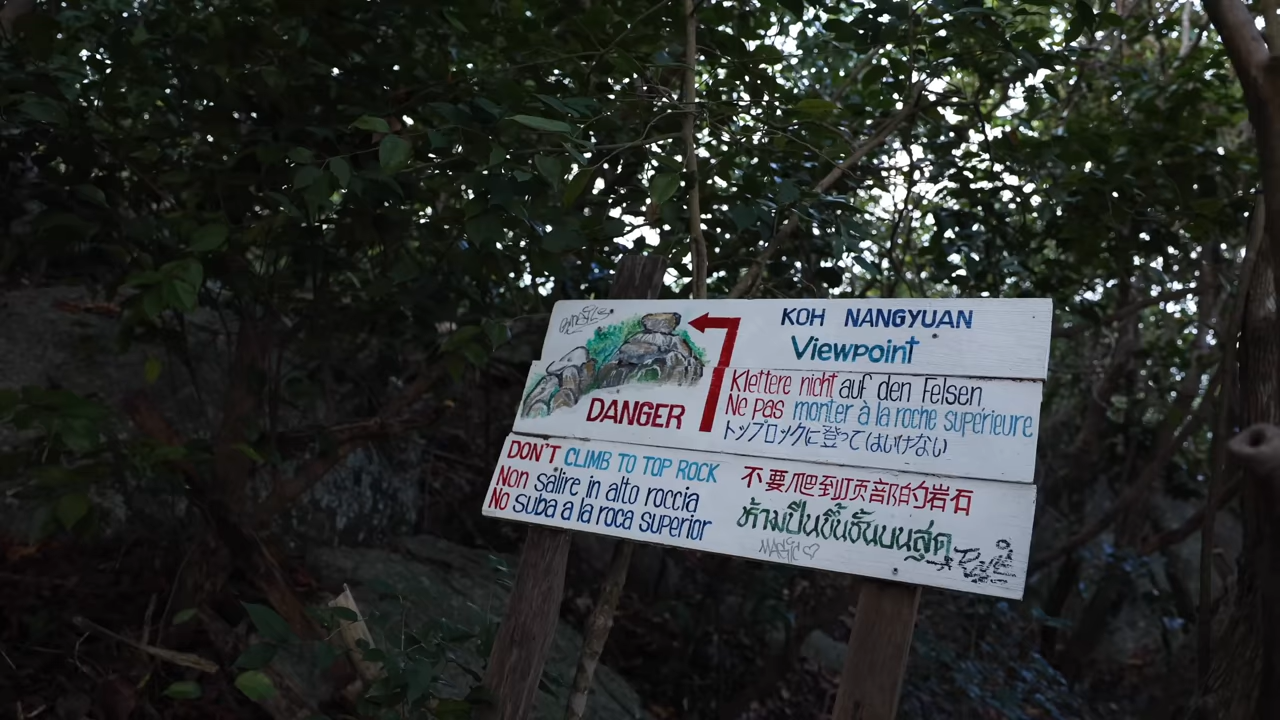 KOH NANGYUAN
Viewpoint
DANGER
Klettere nicht auf den Felsen
Ne Pas monter à la roche supérieure
トップロックに登ってはいけない
DON'T CLIMB TO TOP ROCK
Non salire in alto roccia
No suba a la roca superior
不要爬到顶部的岩石
ห้ามปีนขึ้นชั้นบนสุด
MAGIC